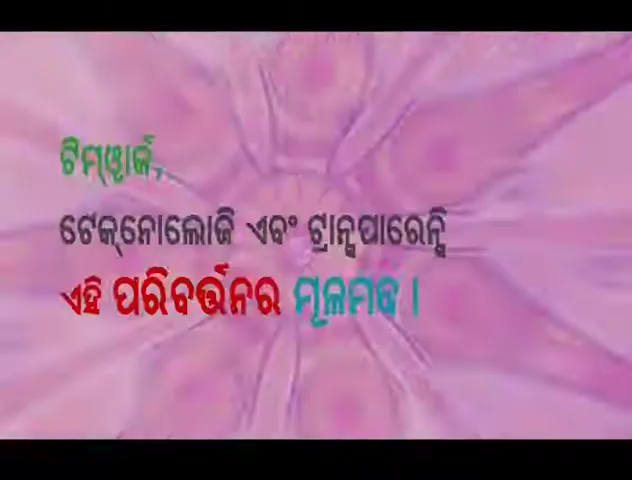 ଟିମ୍‌ୱାର୍କ,
ଟେକ୍‌ନୋଲୋଜି ଏବଂ ଟ୍ରାନ୍ସପାରେନ୍ସି
ଏହି ପରିବର୍ତ୍ତନର ମୂଳମନ୍ତ୍ର ।